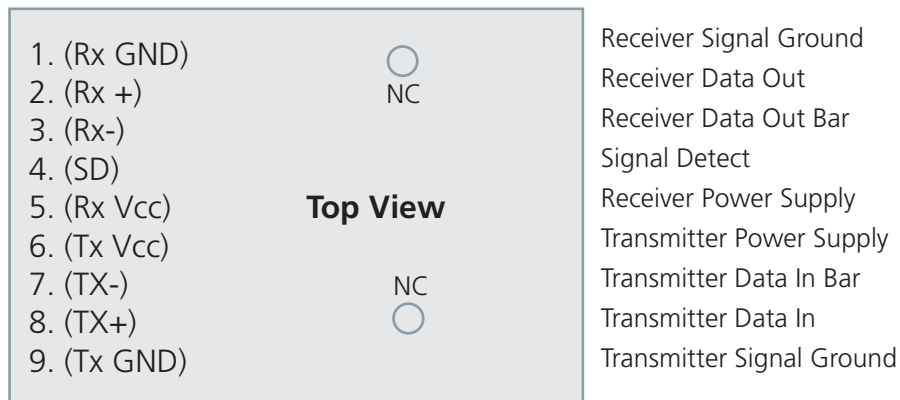 1. (Rx GND)
2. (Rx +)
3. (Rx-)
4. (SD)
5. (Rx Vcc)
6. (Tx Vcc)
7. (TX-)
8. (TX+)
9. (Tx GND)
NC
Top View
NC
Receiver Signal Ground
Receiver Data Out
Receiver Data Out Bar
Signal Detect
Receiver Power Supply
Transmitter Power Supply
Transmitter Data In Bar
Transmitter Data In
Transmitter Signal Ground